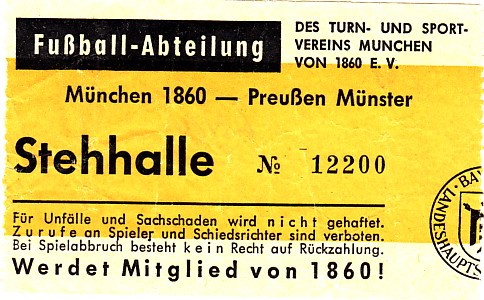 Fußball-Abteilung
DES TURN- UND SPORT-
VEREINS MÜNCHEN
VON 1860 E. V.
München 1860 — Preußen Münster
Stehhalle № 12200
Für Unfälle und Sachschaden wird nicht gehaftet.
Zurufe an Spieler und Schiedsrichter sind verboten.
Bei Spielabbruch besteht kein Recht auf Rückzahlung.
Werdet Mitglied von 1860!